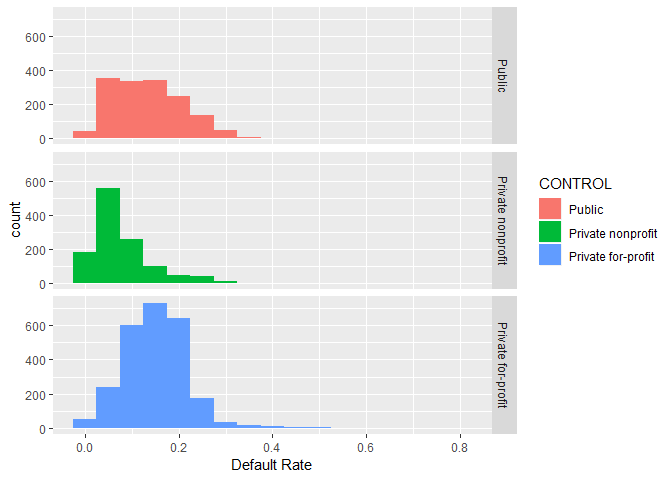 600
400
200
0
Public
600
400
200
0
Private nonprofit
600
400
200
0
Private for-profit
count
0.0 0.2 0.4 0.6 0.8
Default Rate
CONTROL
Public
Private nonprofit
Private for-profit